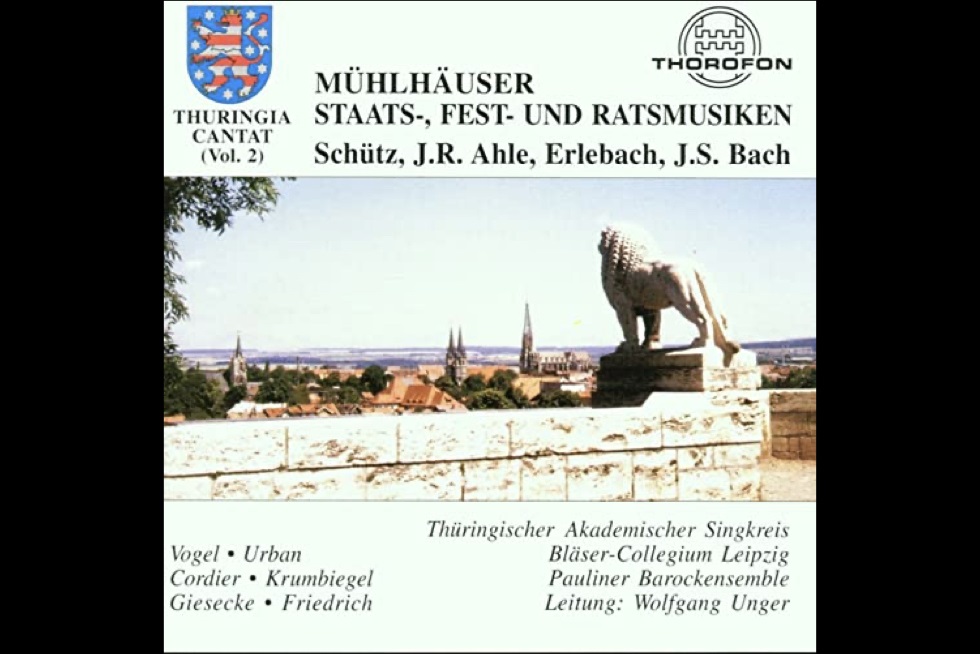 THOROFON
THURINGIA
CANTAT
(Vol. 2)
MÜHLHÄUSER
STAATS-, FEST- UND RATSMUSIKEN
Schütz, J.R. Ahle, Erlebach, J.S. Bach
Thüringischer Akademischer Singkreis
Vogel • Urban
Bläser-Collegium Leipzig
Cordier • Krumbiegel
Pauliner Barockensemble
Giesecke • Friedrich
Leitung: Wolfgang Unger